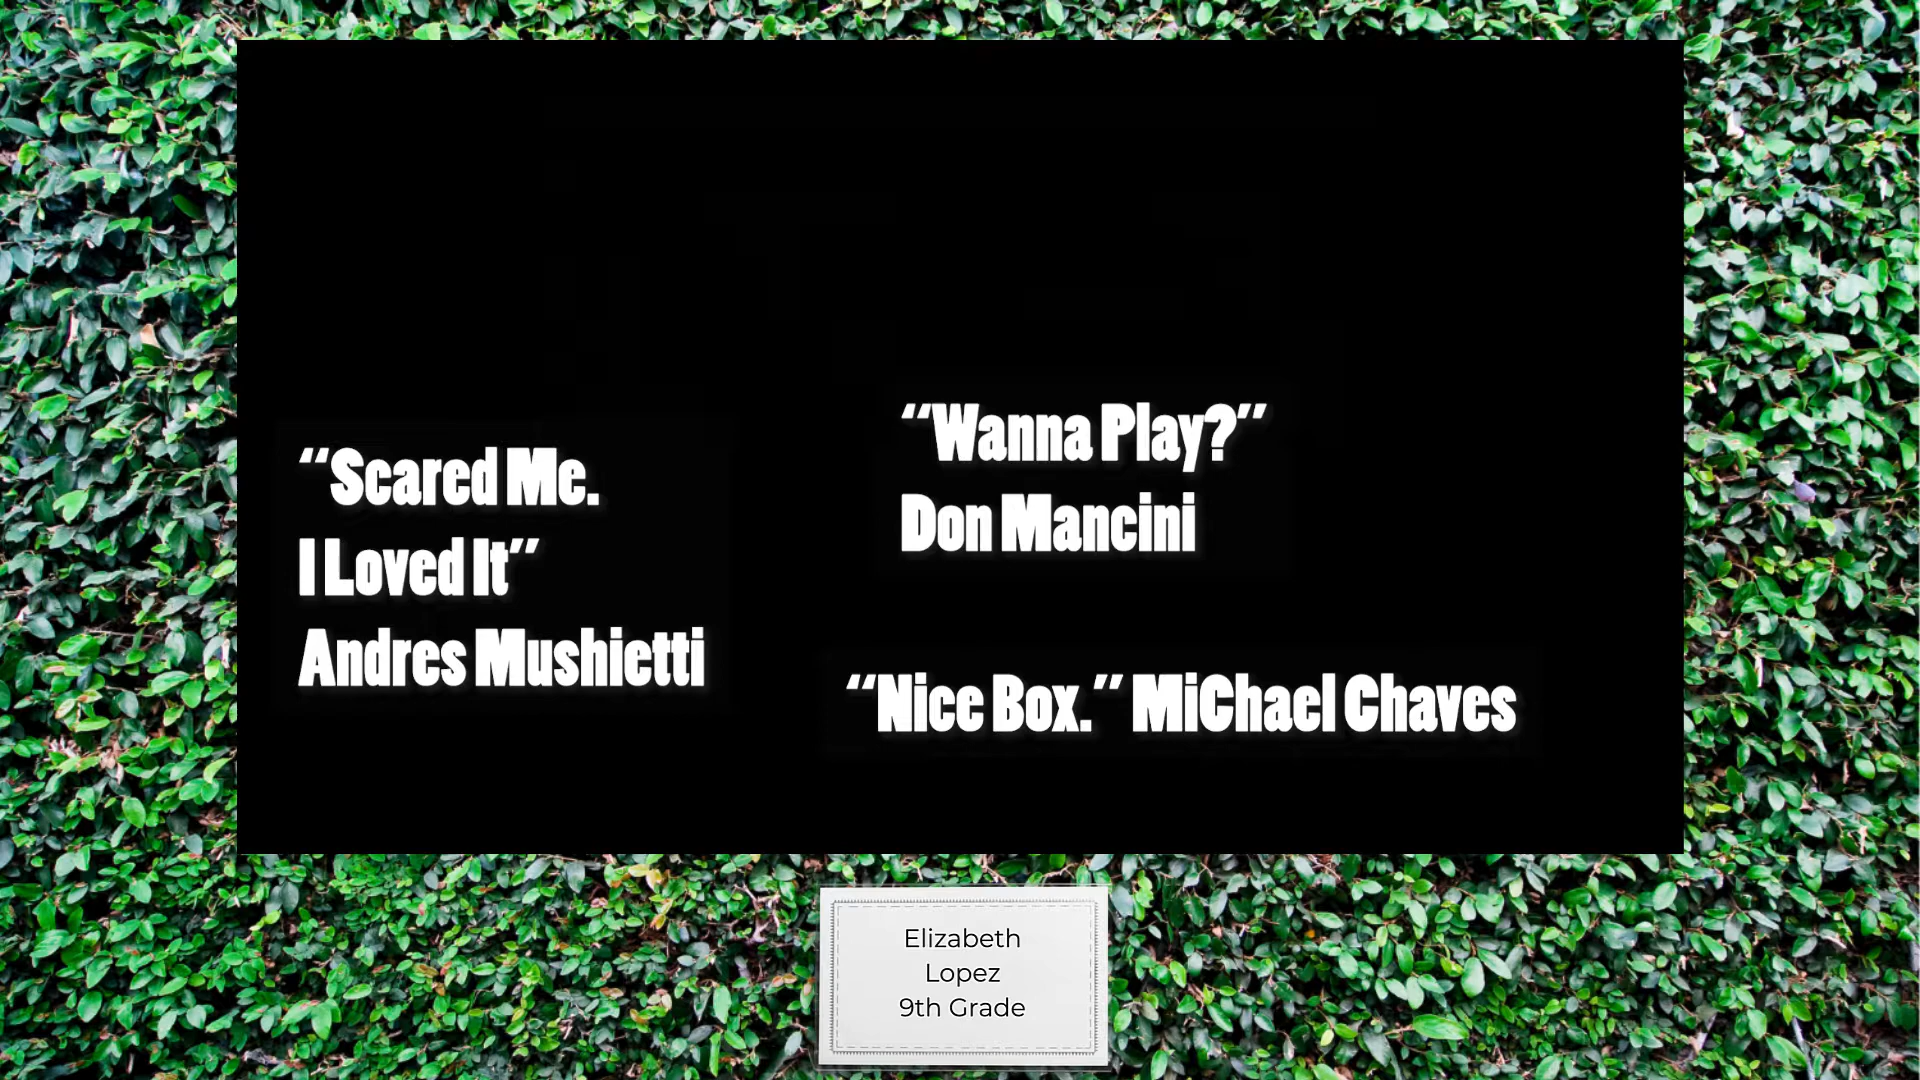 “Scared Me.
I Loved It”
Andres Mushietti
“Wanna Play?”
Don Mancini
“Nice Box.” MiChael Chaves
Elizabeth
Lopez
9th Grade